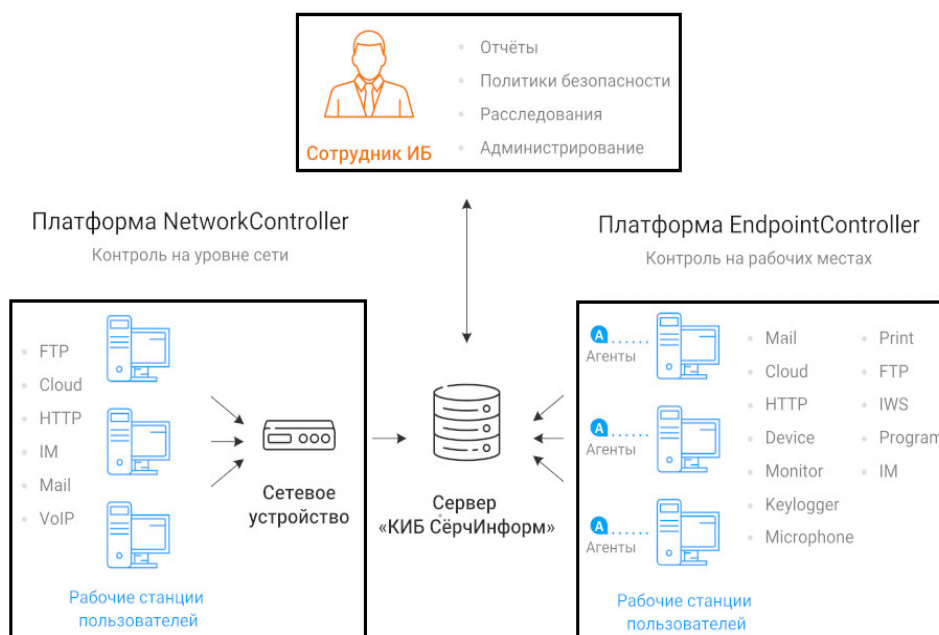 Отчёты
Политики безопасности
Расследования
Администрирование
Сотрудник ИБ
Платформа NetworkController
Контроль на уровне сети
Платформа EndpointController
Контроль на рабочих местах
FTP
Cloud
HTTP
IM
Mail
VoIP
Сетевое
устройство
Рабочие станции
пользователей
Сервер
«КИБ СёрчИнформ»
А
Агенты
А
Агенты
А
Агенты
Mail
Cloud
HTTP
Device
Monitor
Keylogger
Microphone
Print
FTP
IWS
Program
IM
Рабочие станции
пользователей